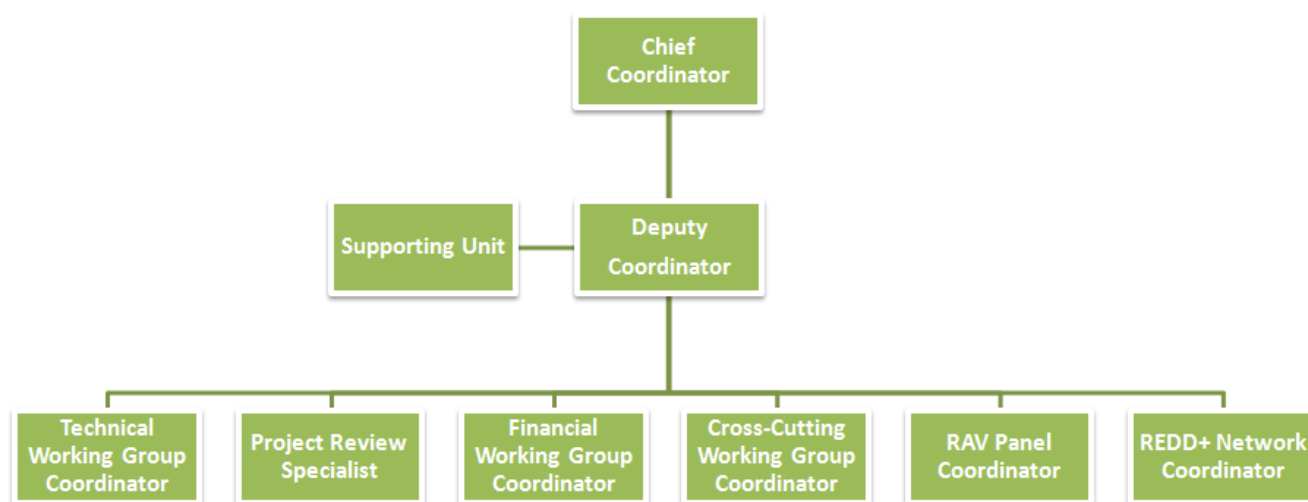 Chief
Coordinator
Supporting Unit
Deputy
Coordinator
Technical
Working Group
Coordinator
Project Review
Specialist
Financial
Working Group
Coordinator
Cross-Cutting
Working Group
Coordinator
RAV Panel
Coordinator
REDD+ Network
Coordinator